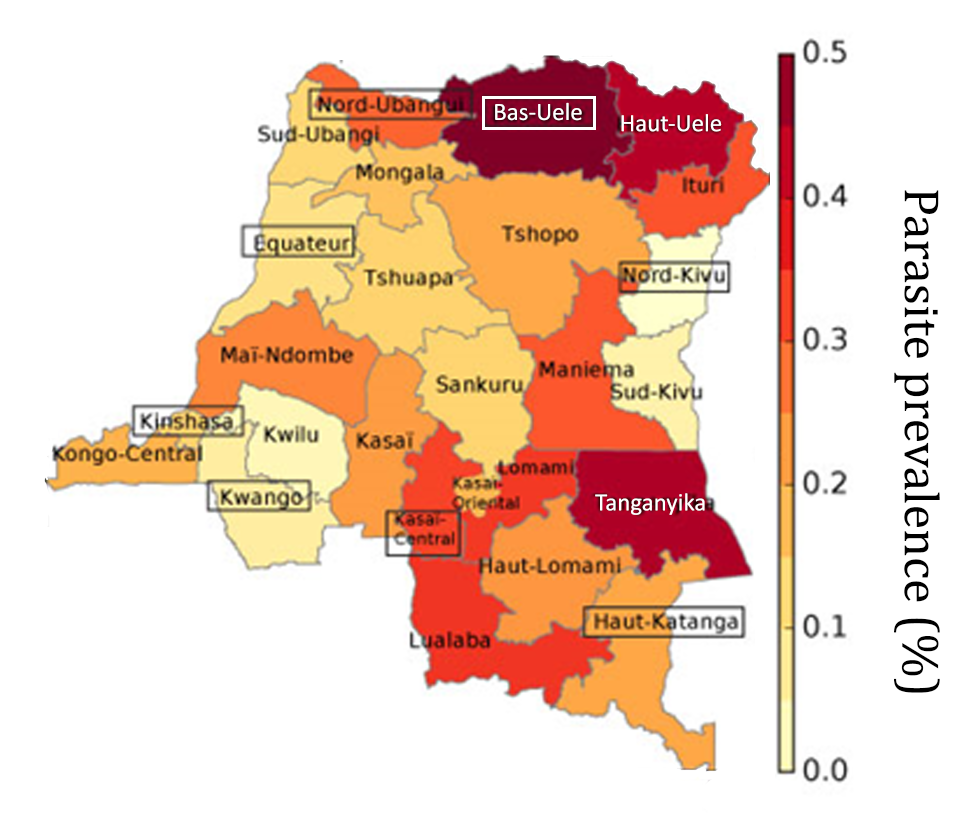 0.5
Nord-Ubangui
Bas-Uele
Haut-Uele
Sud-Ubangi
Mongala
Ituri
0.4
Equateur
Tshopo
Tshuapa
Nord-Kivu
0.3
Maï-Ndombe
Maniema
Sankuru
Sud-Kivu
Kinshasa
Kwilu
Kasaï
Kongo-Central
Lomami
0.2
Kasai-
Oriental
Kwango
Tanganyika
Kasai-
Central
Haut-Lomami
Haut-Katanga
0.1
Lualaba
0.0
Parasite prevalence (%)